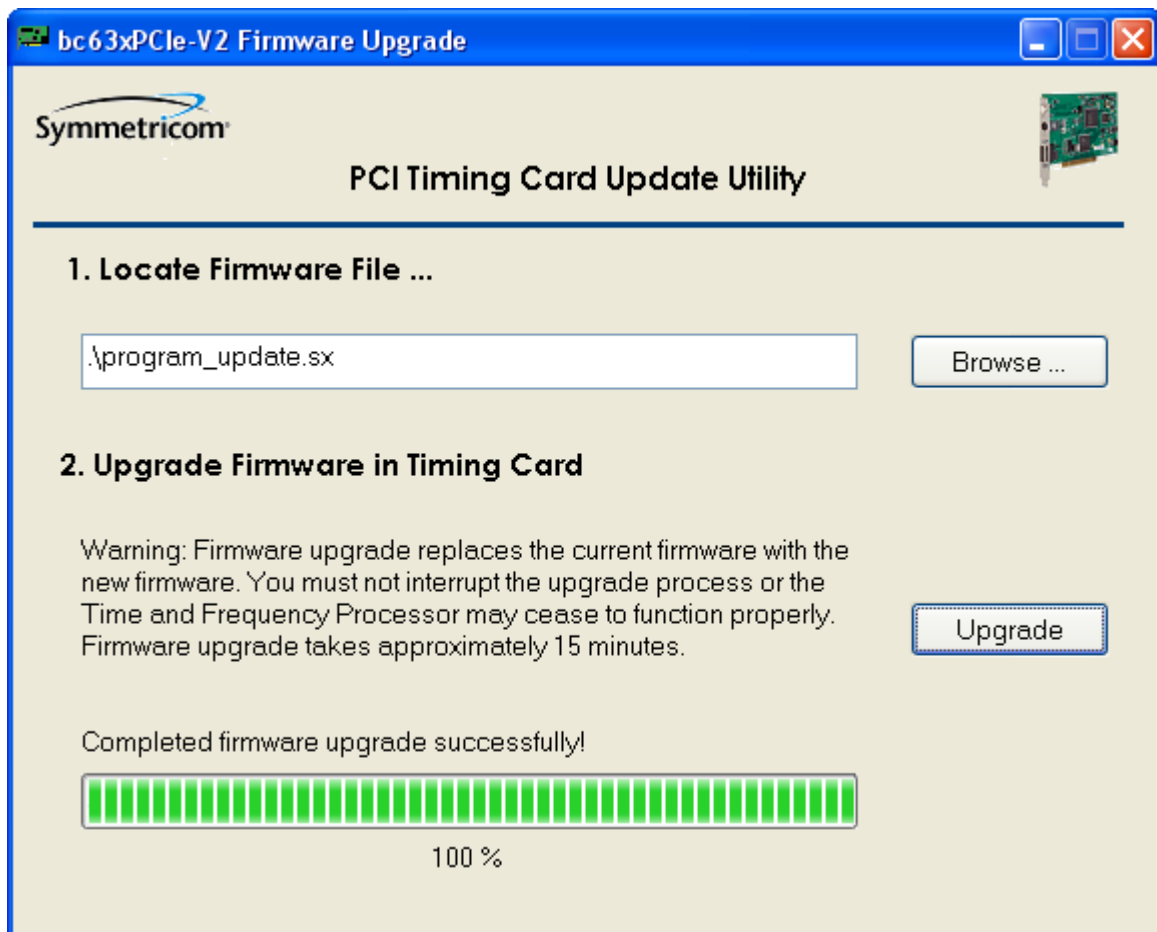 bc63xPCIe-V2 Firmware Upgrade
Symmetricom
PCI Timing Card Update Utility
1. Locate Firmware File ...
.\program_update.sx
Browse ...
2. Upgrade Firmware in Timing Card
Warning: Firmware upgrade replaces the current firmware with the
new firmware. You must not interrupt the upgrade process or the
Time and Frequency Processor may cease to function properly.
Firmware upgrade takes approximately 15 minutes.
Upgrade
Completed firmware upgrade successfully!
100 %